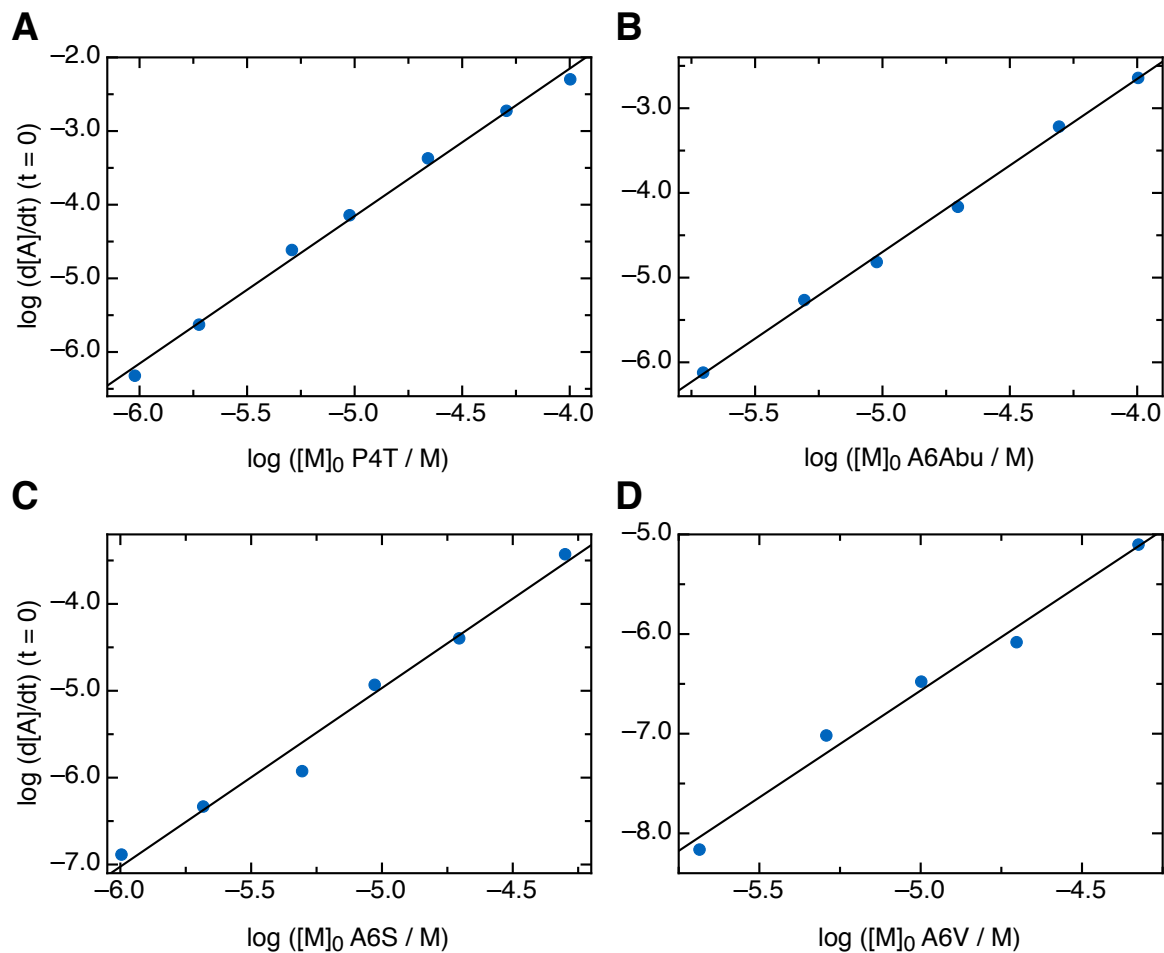 A
B
−2.0
−3.0
−4.0
−5.0
−6.0
log (d[A]/dt) (t = 0)
−6.0 −5.5 −5.0 −4.5 −4.0
log ([M]0 P4T / M)
−3.0
−4.0
−5.0
−6.0
−5.5 −5.0 −4.5 −4.0
log ([M]0 A6Abu / M)
C
D
−4.0
−5.0
−6.0
−7.0
log (d[A]/dt) (t = 0)
−6.0 −5.5 −5.0 −4.5
log ([M]0 A6S / M)
−5.0
−6.0
−7.0
−8.0
−5.5 −5.0 −4.5
log ([M]0 A6V / M)